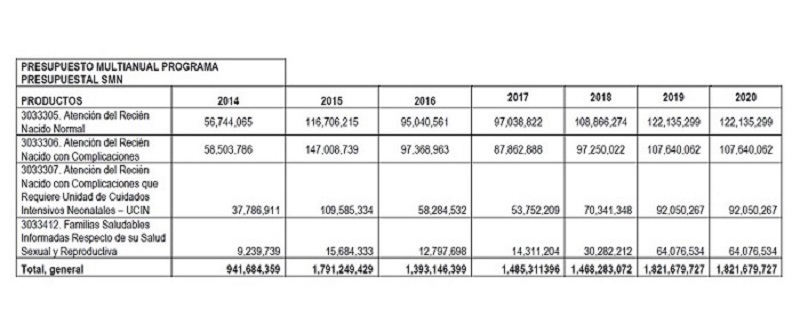 PRESUPUESTO MULTIANUAL PROGRAMA
PRESUPUESTAL SMN
PRODUCTOS 2014 2015 2016 2017 2018 2019 2020
3033305. Atención del Recién
Nacido Normal 56,744,065 116,706,215 95,040,561 97,038,822 108,866,274 122,135,299 122,135,299
3033306. Atención del Recién
Nacido con Complicaciones 58,503,786 147,008,739 97,368,963 87,862,888 97,250,022 107,640,062 107,640,062
3033307. Atención del Recién
Nacido con Complicaciones que
Requiere Unidad de Cuidados
Intensivos Neonatales – UCIN 37,786,911 109,585,334 58,284,532 53,752,209 70,341,348 92,050,267 92,050,267
3033412. Familias Saludables
Informadas Respecto de su Salud
Sexual y Reproductiva 9,239,739 15,684,333 12,797,698 14,311,204 30,282,212 64,076,534 64,076,534
Total, general 941,684,359 1,791,249,429 1,393,146,399 1,485,311396 1,468,283,072 1,821,679,727 1,821,679,727